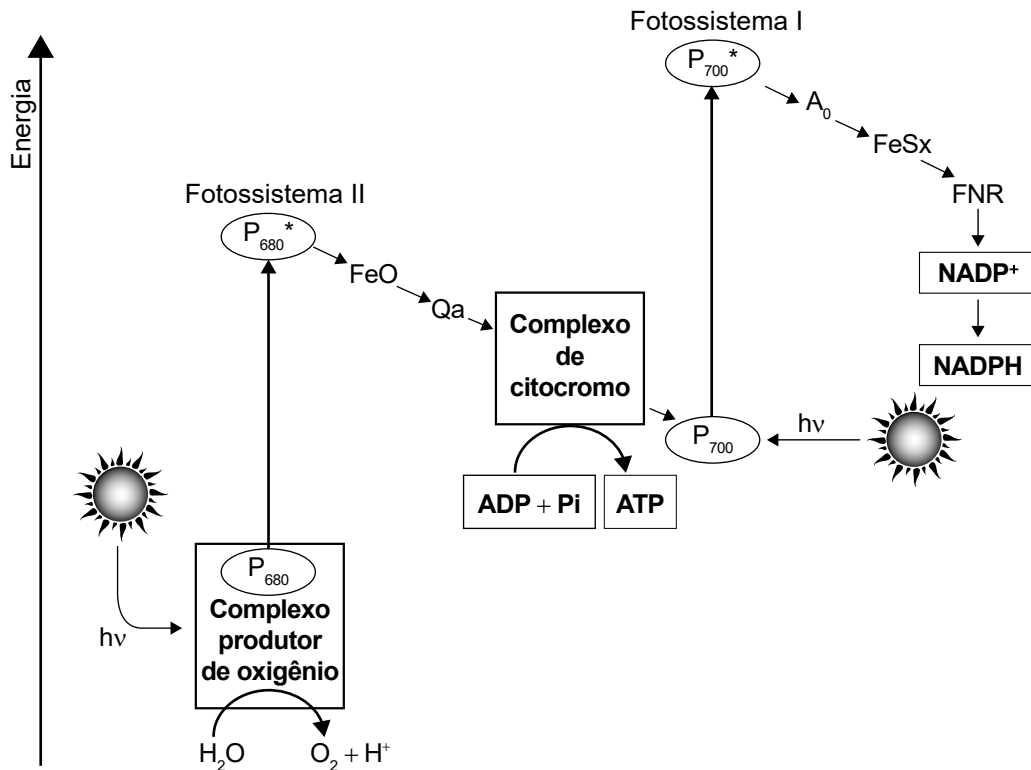 Fotossistema I
P700*
A0
FeSx
FNR
NADP+
NADPH
Energia
Fotossistema II
P680*
FeO
Qa
Complexo
de
citocromo
P700
hν
ADP + Pi
ATP
P680
Complexo
produtor
de oxigênio
hν
H2O
O2 + H+